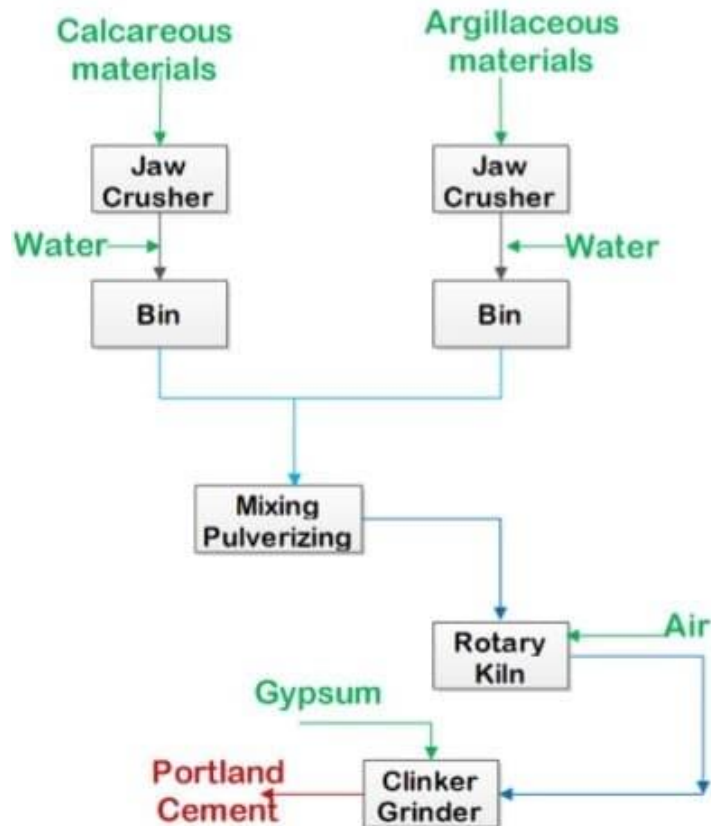 Calcareous
materials
Argillaceous
materials
Jaw
Crusher
Jaw
Crusher
Water
Water
Bin
Bin
Mixing
Pulverizing
Rotary
Kiln
Air
Gypsum
Portland
Cement
Clinker
Grinder